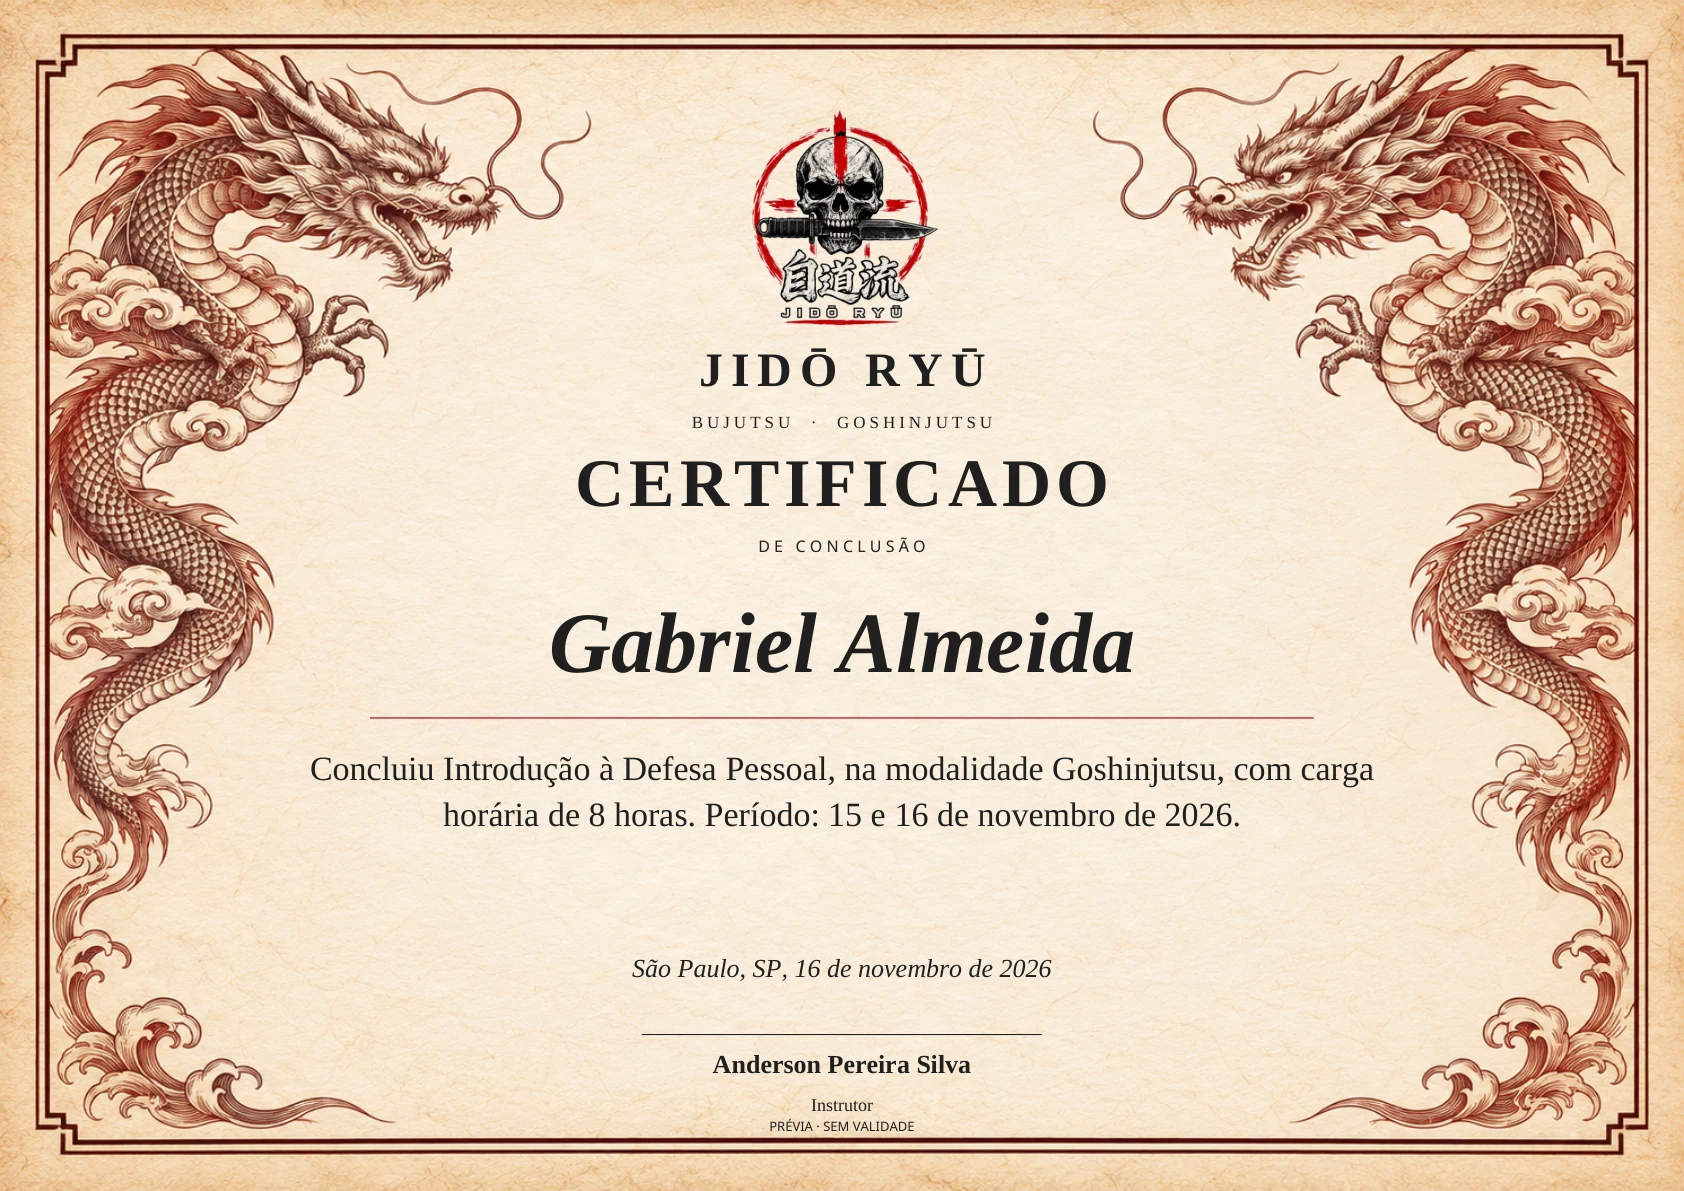 自道流
JIDŌ RYŪ
JIDŌ RYŪ
BUJUTSU · GOSHINJUTSU
CERTIFICADO
DE CONCLUSÃO
Gabriel Almeida
Concluiu Introdução à Defesa Pessoal, na modalidade Goshinjutsu, com carga
horária de 8 horas. Período: 15 e 16 de novembro de 2026.
São Paulo, SP, 16 de novembro de 2026
Anderson Pereira Silva
Instrutor
PRÉVIA · SEM VALIDADE